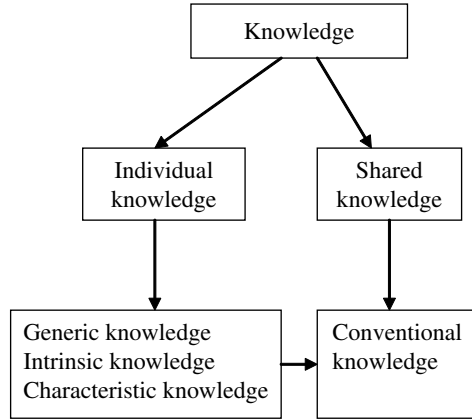 Knowledge
Individual
knowledge
Shared
knowledge
Generic knowledge
Intrinsic knowledge
Characteristic knowledge
Conventional
knowledge